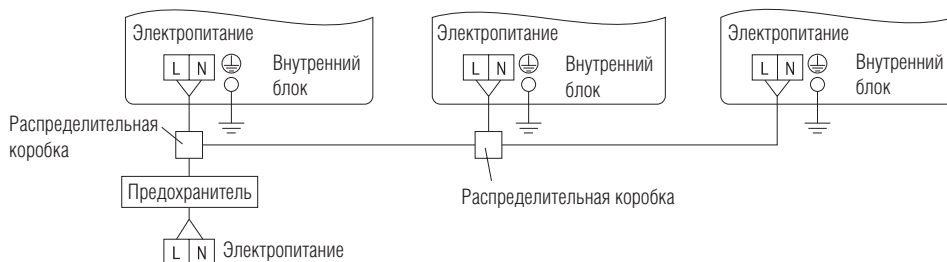 Электропитание
L N
Внутренний
блок
Электропитание
L N
Внутренний
блок
Электропитание
L N
Внутренний
блок
Распределительная
коробка
Распределительная коробка
Предохранитель
L N Электропитание